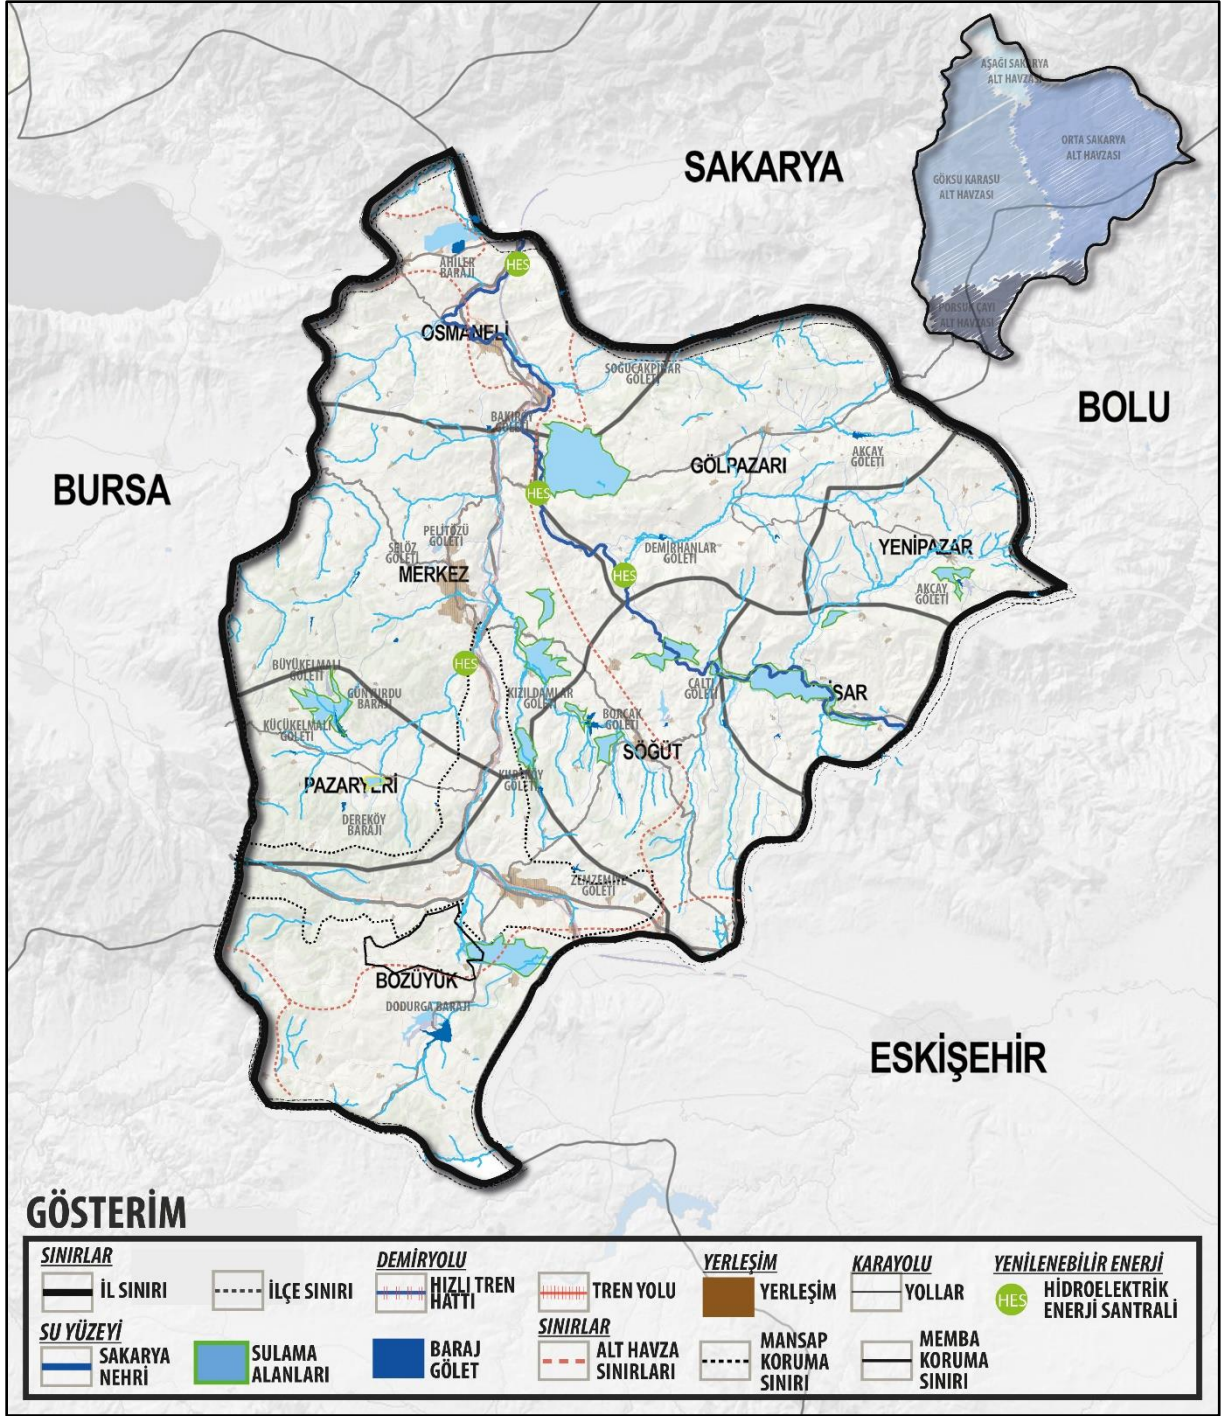 AŞAĞI SAKARYA
ALT HAVZASI
ORTA SAKARYA
ALT HAVZASI
GÖKSU KARASU
ALT HAVZASI
PORSUK ÇAYI
ALT HAVZASI
SAKARYA
BOLU
BURSA
ESKİŞEHİR
HES
AHİLER
BARAJI
OSMANELİ
SOĞUCAKPINAR
GÖLETİ
BAKIRKÖY
GÖLETİ
GÖLPAZARI
AKÇAY
GÖLETİ
HES
PELİTÖZÜ
GÖLETİ
SELÖZ
GÖLETİ
MERKEZ
DEMİRHANLAR
GÖLETİ
YENİPAZAR
HES
AKÇAY
GÖLETİ
HES
BÜYÜKELMALI
GÖLETİ
GÜNYURDU
BARAJI
KÜÇÜKELMALI
GÖLETİ
KIZILDAMLAR
GÖLETİ
ÇALTI
GÖLETİ
İSAR
BORCAK
GÖLETİ
SÖĞÜT
GÖLETİ
PAZARYERİ
DEREKÖY
BARAJI
ZEMZEMİYE
GÖLETİ
BOZÜYÜK
DODURGA BARAJI
GÖSTERİM
SINIRLAR
İL SINIRI
İLÇE SINIRI
DEMİRYOLU
HIZLI TREN
HATTI
TREN YOLU
YERLEŞİM
YERLEŞİM
KARAYOLU
YOLLAR
YENİLENEBİLİR ENERJİ
HES
HİDROELEKTRİK
ENERJİ SANTRALİ
SU YÜZEYİ
SAKARYA
NEHRİ
SULAMA
ALANLARI
BARAJ
GÖLET
SINIRLAR
ALT HAVZA
SINIRLARI
MANSAP
KORUMA
SINIRI
MEMBA
KORUMA
SINIRI